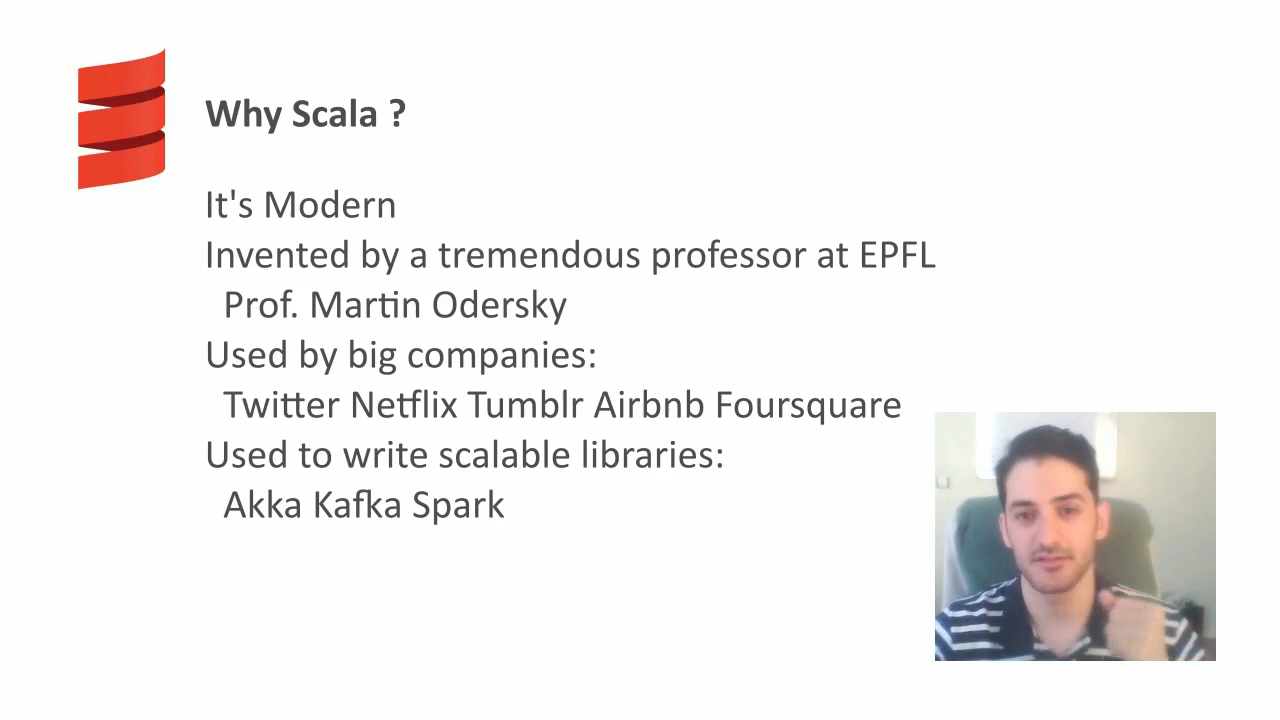 Why Scala ?
It's Modern
Invented by a tremendous professor at EPFL
Prof. Martin Odersky
Used by big companies:
Twitter Netflix Tumblr Airbnb Foursquare
Used to write scalable libraries:
Akka Kafka Spark